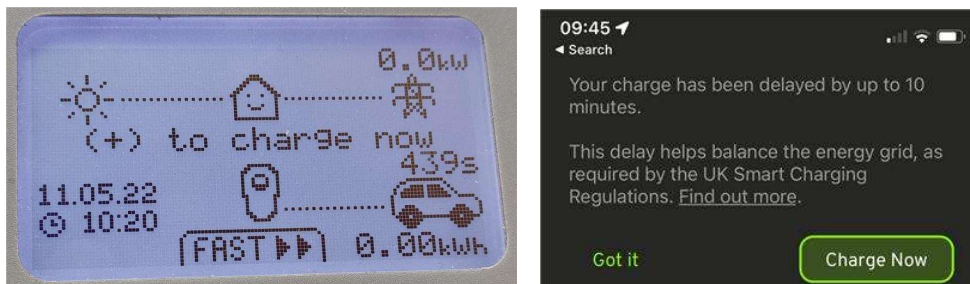 0.0kW
(+) to charge now
439s
11.05.22
10:20
FAST
0.00kWh
09:45
◄ Search
Your charge has been delayed by up to 10
minutes.
This delay helps balance the energy grid, as
required by the UK Smart Charging
Regulations. Find out more.
Got it
Charge Now